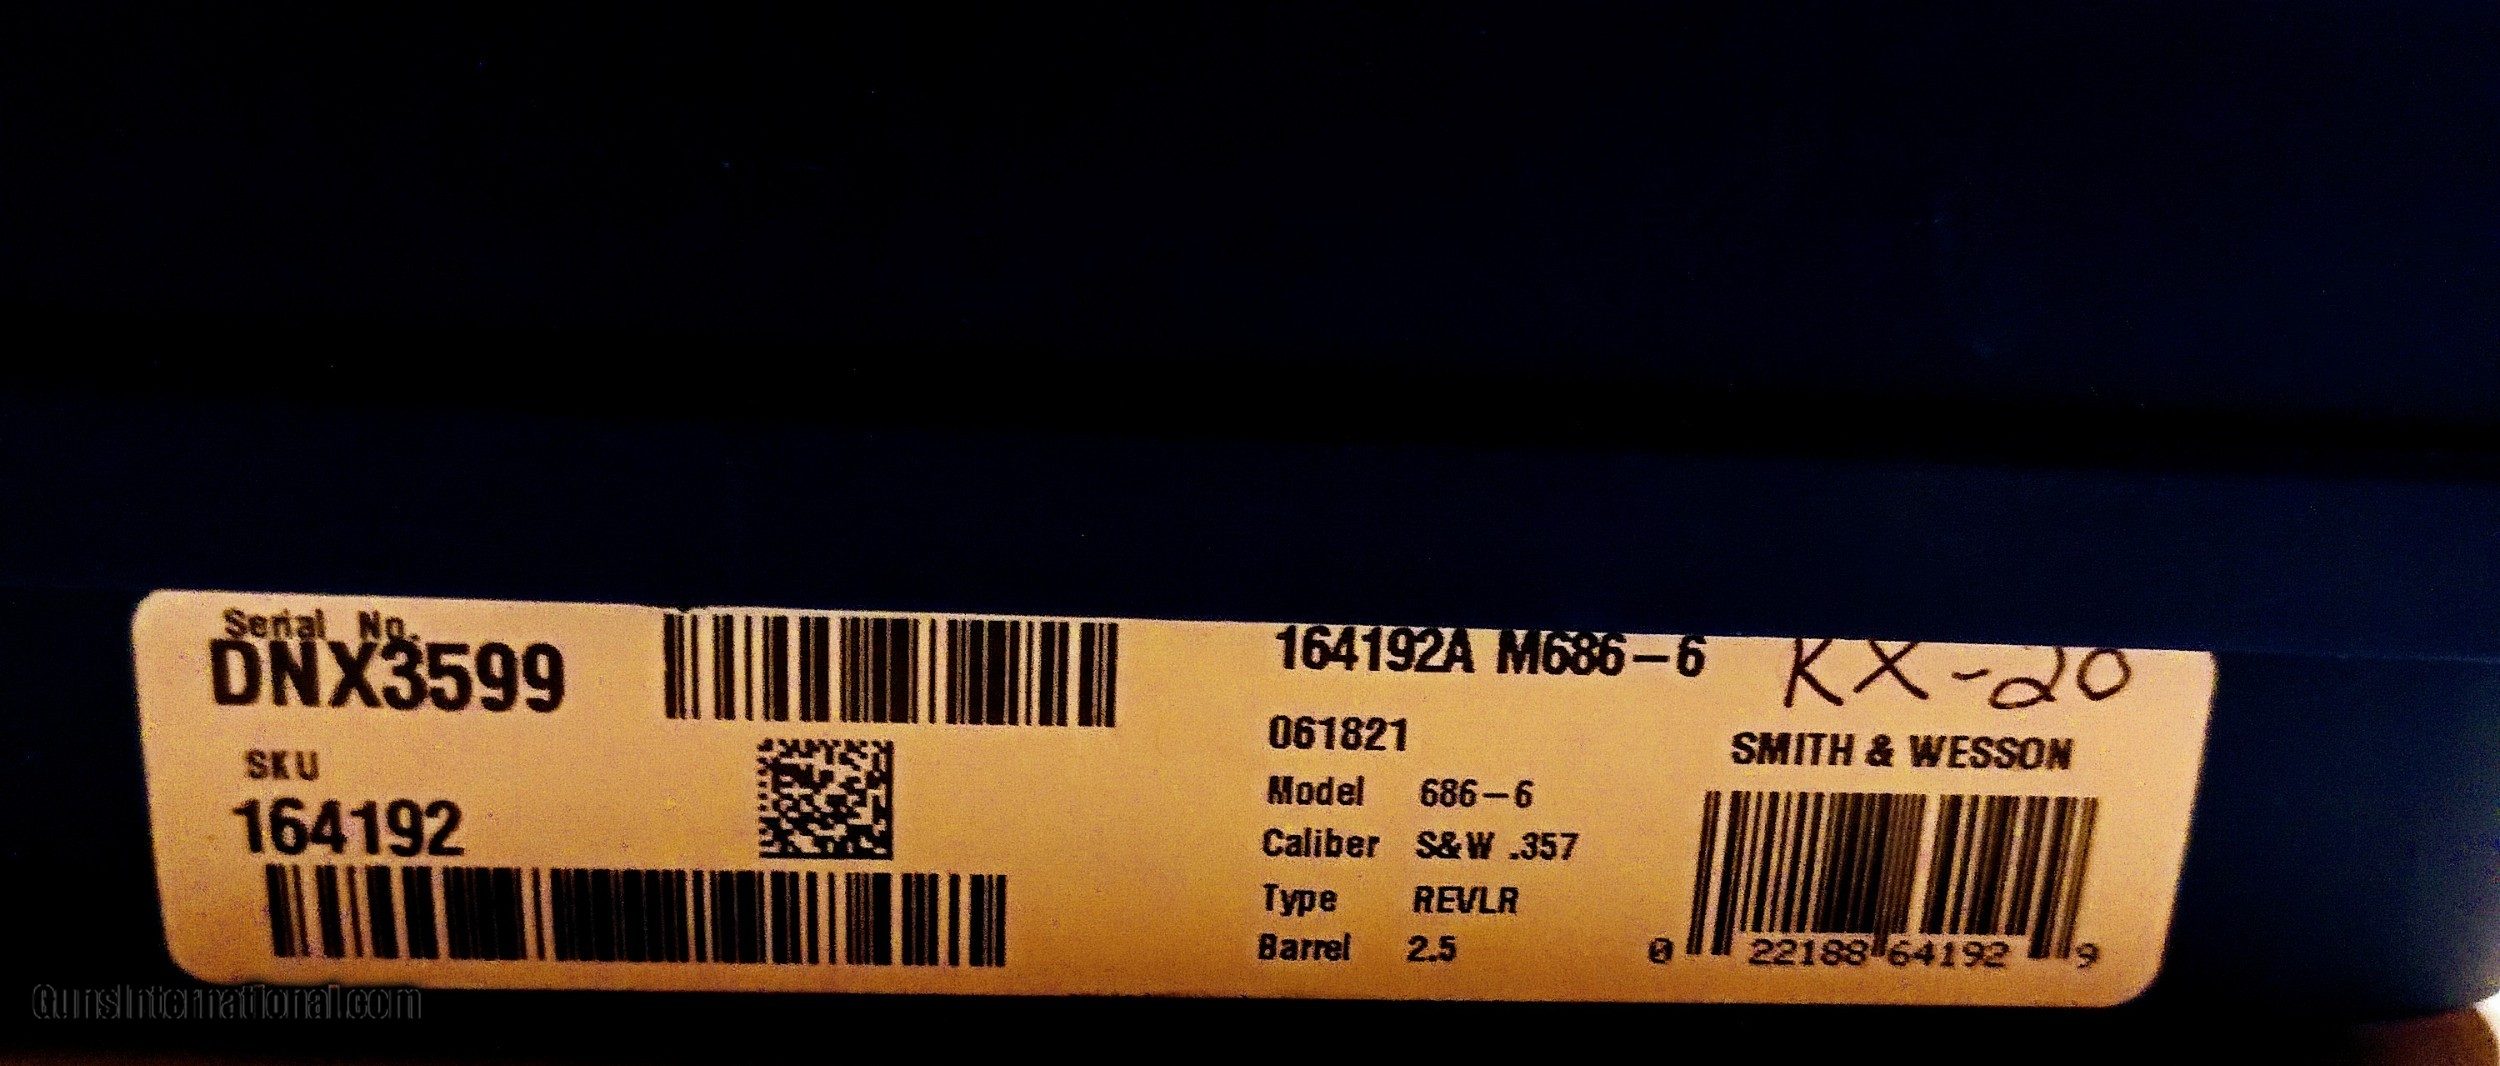 Serial No.
DNX3599
SKU
164192
164192A M686-6
KX-20
061821
Model 686-6
Caliber S&W .357
Type REVLR
Barrel 2.5
SMITH & WESSON
0 22188 64192 9
GunsInternational.com